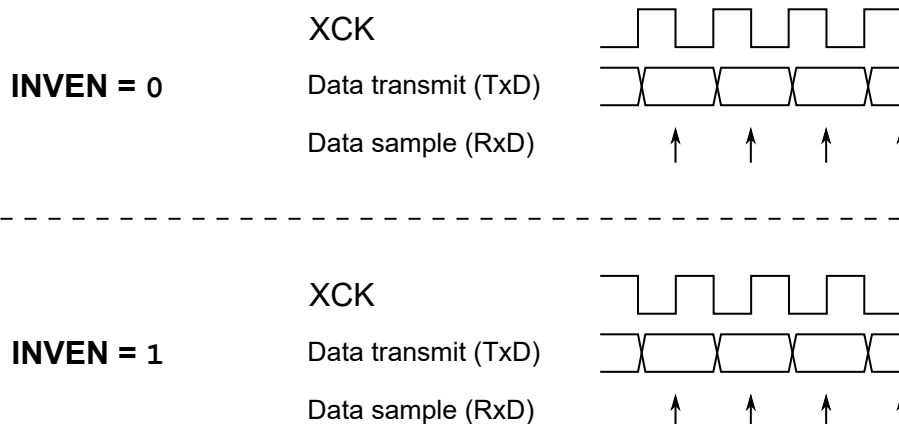 XCK
INVEN = 0
Data transmit (TxD)
Data sample (RxD)
XCK
INVEN = 1
Data transmit (TxD)
Data sample (RxD)